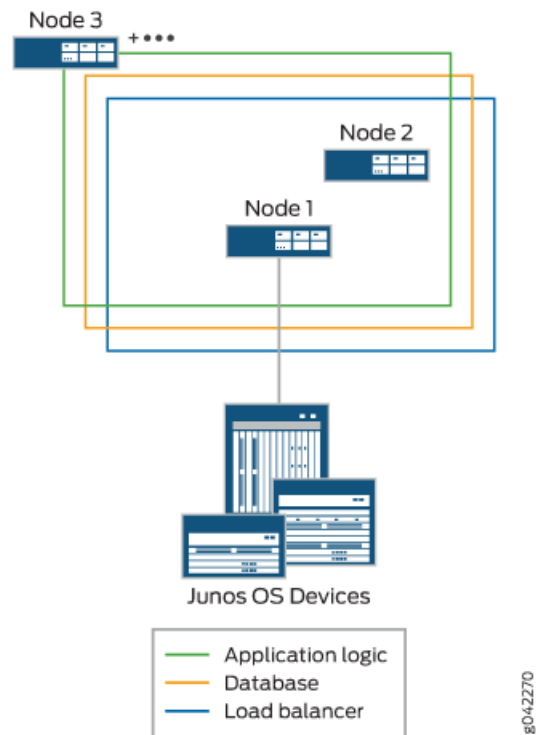 Node 3
+•••
Node 2
Node 1
Junos OS Devices
Application logic
Database
Load balancer
g042270